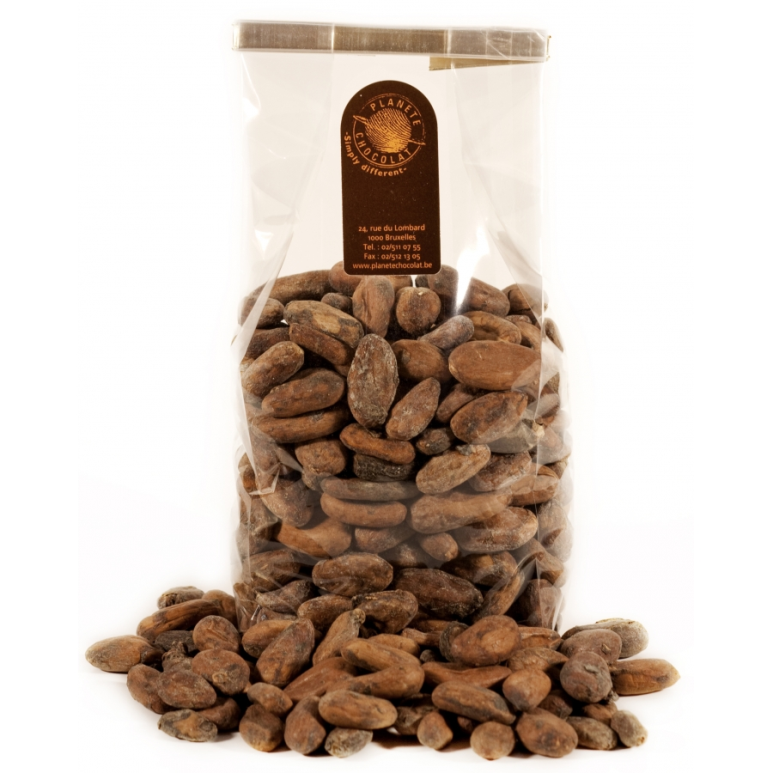 PLANETE
CHOCOLAT
-Simply different-
24, rue du Lombard
1000 Bruxelles
Tel. : 02/511 07 55
Fax : 02/512 13 05
www.planetechocolat.be